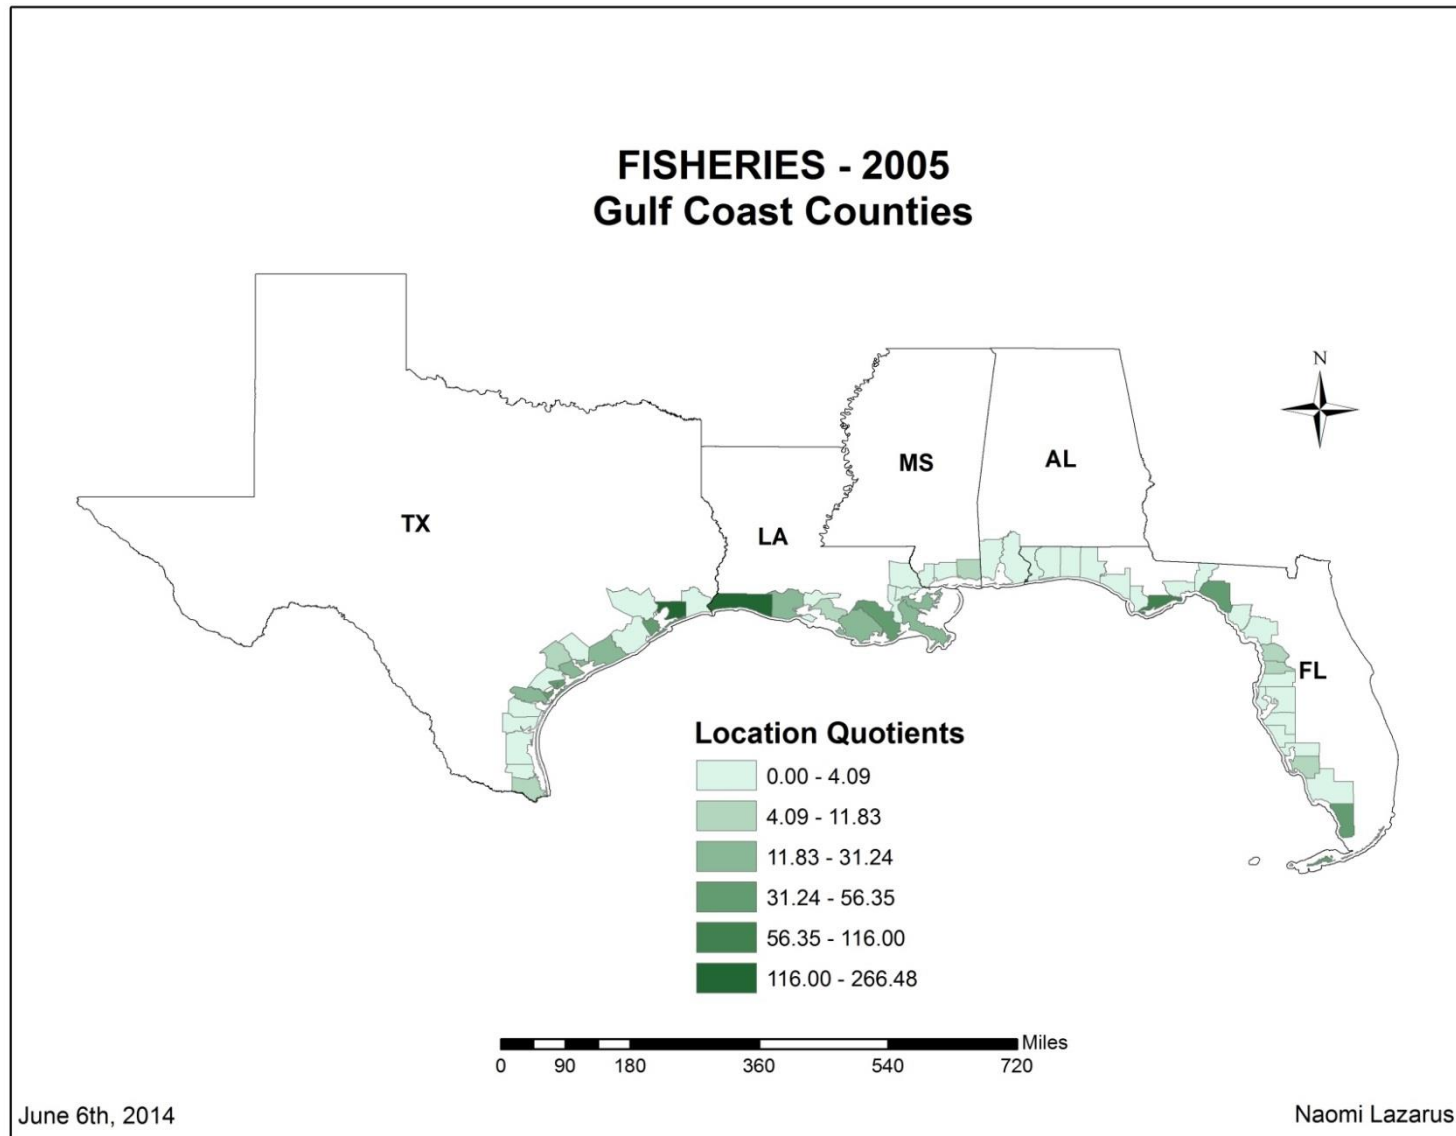 FISHERIES - 2005
Gulf Coast Counties
N
MS
AL
TX
LA
FL
Location Quotients
0.00 - 4.09
4.09 - 11.83
11.83 - 31.24
31.24 - 56.35
56.35 - 116.00
116.00 - 266.48
Miles
0 90 180 360 540 720
June 6th, 2014
Naomi Lazarus